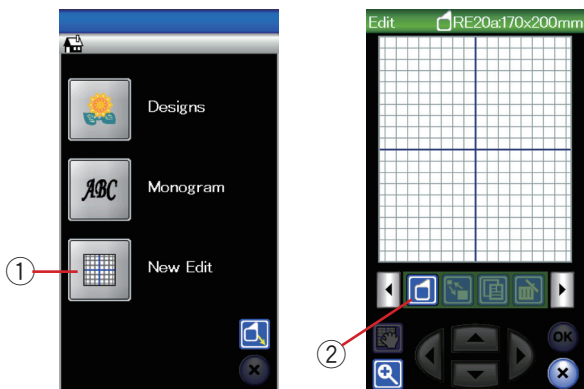 Designs
ABC
Monogram
New Edit
1
Edit
RE20a:170x200mm
OK
x
2